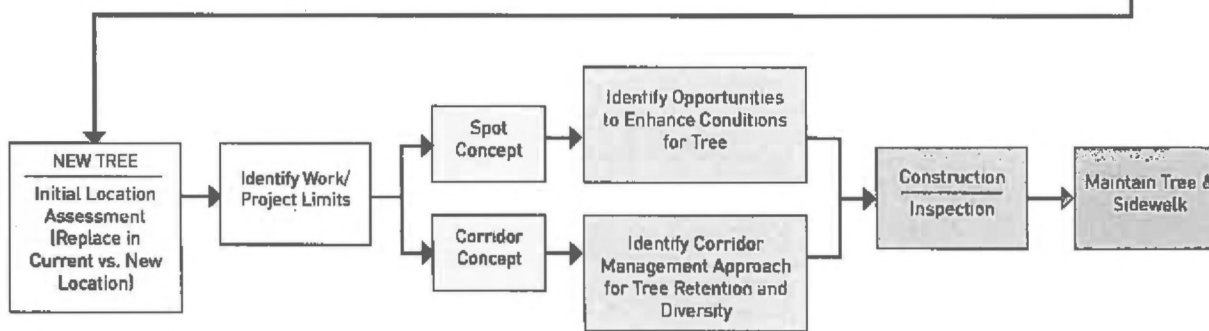 NEW TREE
Initial Location
Assessment
(Replace in
Current vs. New
Location)
Identify Work/
Project Limits
Spot
Concept
Corridor
Concept
Identify Opportunities
to Enhance Conditions
for Tree
Identify Corridor
Management Approach
for Tree Retention and
Diversity
Construction
Inspection
Maintain Tree &
Sidewalk